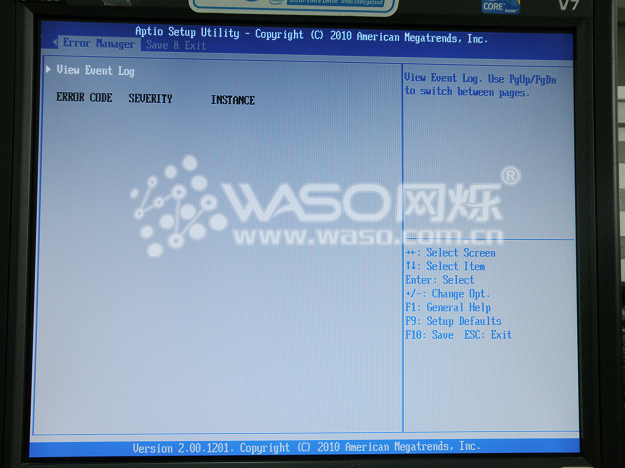 CORE
V7
Aptio Setup Utility - Copyright (C) 2010 American Megatrends, Inc.
Error Manager Save & Exit
View Event Log
ERROR CODE SEVERITY INSTANCE
View Event Log. Use PgUp/PgDn
to switch between pages.
WASO网烁®
www.waso.com.cn
→←: Select Screen
↑↓: Select Item
Enter: Select
+/-: Change Opt.
F1: General Help
F9: Setup Defaults
F10: Save ESC: Exit
Version 2.00.1201. Copyright (C) 2010 American Megatrends, Inc.